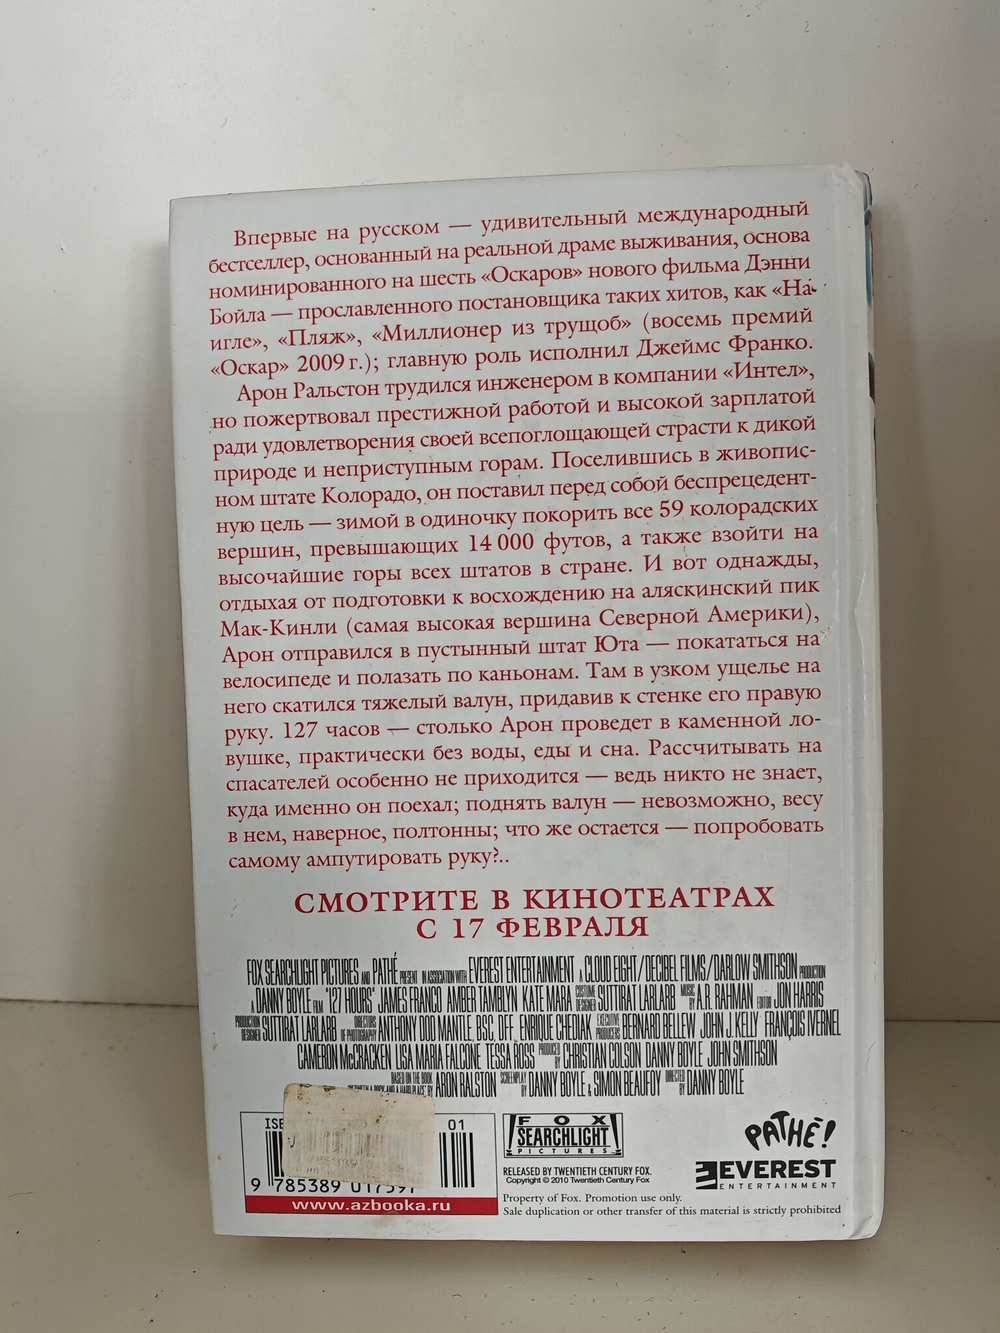 Впервые на русском — удивительный международный
бестселлер, основанный на реальной драме выживания, основа
номинированного на шесть «Оскаров» нового фильма Дэнни
Бойла — прославленного постановщика таких хитов, как «На
игле», «Пляж», «Миллионер из трущоб» (восемь премий
«Оскар» 2009 г.); главную роль исполнил Джеймс Франко.
Арон Ральстон трудился инженером в компании «Интел»,
но пожертвовал престижной работой и высокой зарплатой
ради удовлетворения своей всепоглощающей страсти к дикой
природе и неприступным горам. Поселившись в живопис-
ном штате Колорадо, он поставил перед собой беспрецедент-
ную цель — зимой в одиночку покорить все 59 колорадских
вершин, превышающих 14 000 футов, а также взойти на
высочайшие горы всех штатов в стране. И вот однажды,
отдыхая от подготовки к восхождению на аляскинский пик
Мак-Кинли (самая высокая вершина Северной Америки),
Арон отправился в пустынный штат Юта — покататься на
велосипеде и полазать по каньонам. Там в узком ущелье на
него скатился тяжелый валун, придавив к стенке его правую
руку. 127 часов — столько Арон проведет в каменной ло-
вушке, практически без воды, еды и сна. Рассчитывать на
спасателей особенно не приходится — ведь никто не знает,
куда именно он поехал; поднять валун — невозможно, весу
в нем, наверное, полтонны; что же остается — попробовать
самому ампутировать руку?..
СМОТРИТЕ В КИНОТЕАТРАХ
С 17 ФЕВРАЛЯ
FOX SEARCHLIGHT PICTURES AND PATHÉ PRESENT IN ASSOCIATION WITH EVEREST ENTERTAINMENT A CLOUD EIGHT/DECIBEL FILMS/DARLOW SMITHSON PRODUCTION
A DANNY BOYLE FILM "127 HOURS" JAMES FRANCO AMBER TAMBLYN KATE MARA COSTUME DESIGNER SUTTIRAT LARLARB MUSIC BY A.R. RAHMAN EDITOR JON HARRIS
PRODUCTION DESIGNER SUTTIRAT LARLARB DIRECTORS OF PHOTOGRAPHY ANTHONY DOD MANTLE, BSC, DFF, ENRIQUE CHEDIAK EXECUTIVE PRODUCERS BERNARD BELLEW JOHN J. KELLY FRANÇOIS IVERNEL
CAMERON McCRACKEN LISA MARIA FALCONE TESSA ROSS PRODUCED BY CHRISTIAN COLSON DANNY BOYLE JOHN SMITHSON
BASED ON THE BOOK "BETWEEN A ROCK AND A HARD PLACE" BY ARON RALSTON SCREENPLAY BY DANNY BOYLE & SIMON BEAUFOY DIRECTED BY DANNY BOYLE
01
9 785389 017597
www.azbooka.ru
FOX
SEARCHLIGHT
PICTURES
RELEASED BY TWENTIETH CENTURY FOX.
Copyright © 2010 Twentieth Century Fox
Property of Fox. Promotion use only.
Sale duplication or other transfer of this material is strictly prohibited
PATHÉ!
EVEREST
ENTERTAINMENT